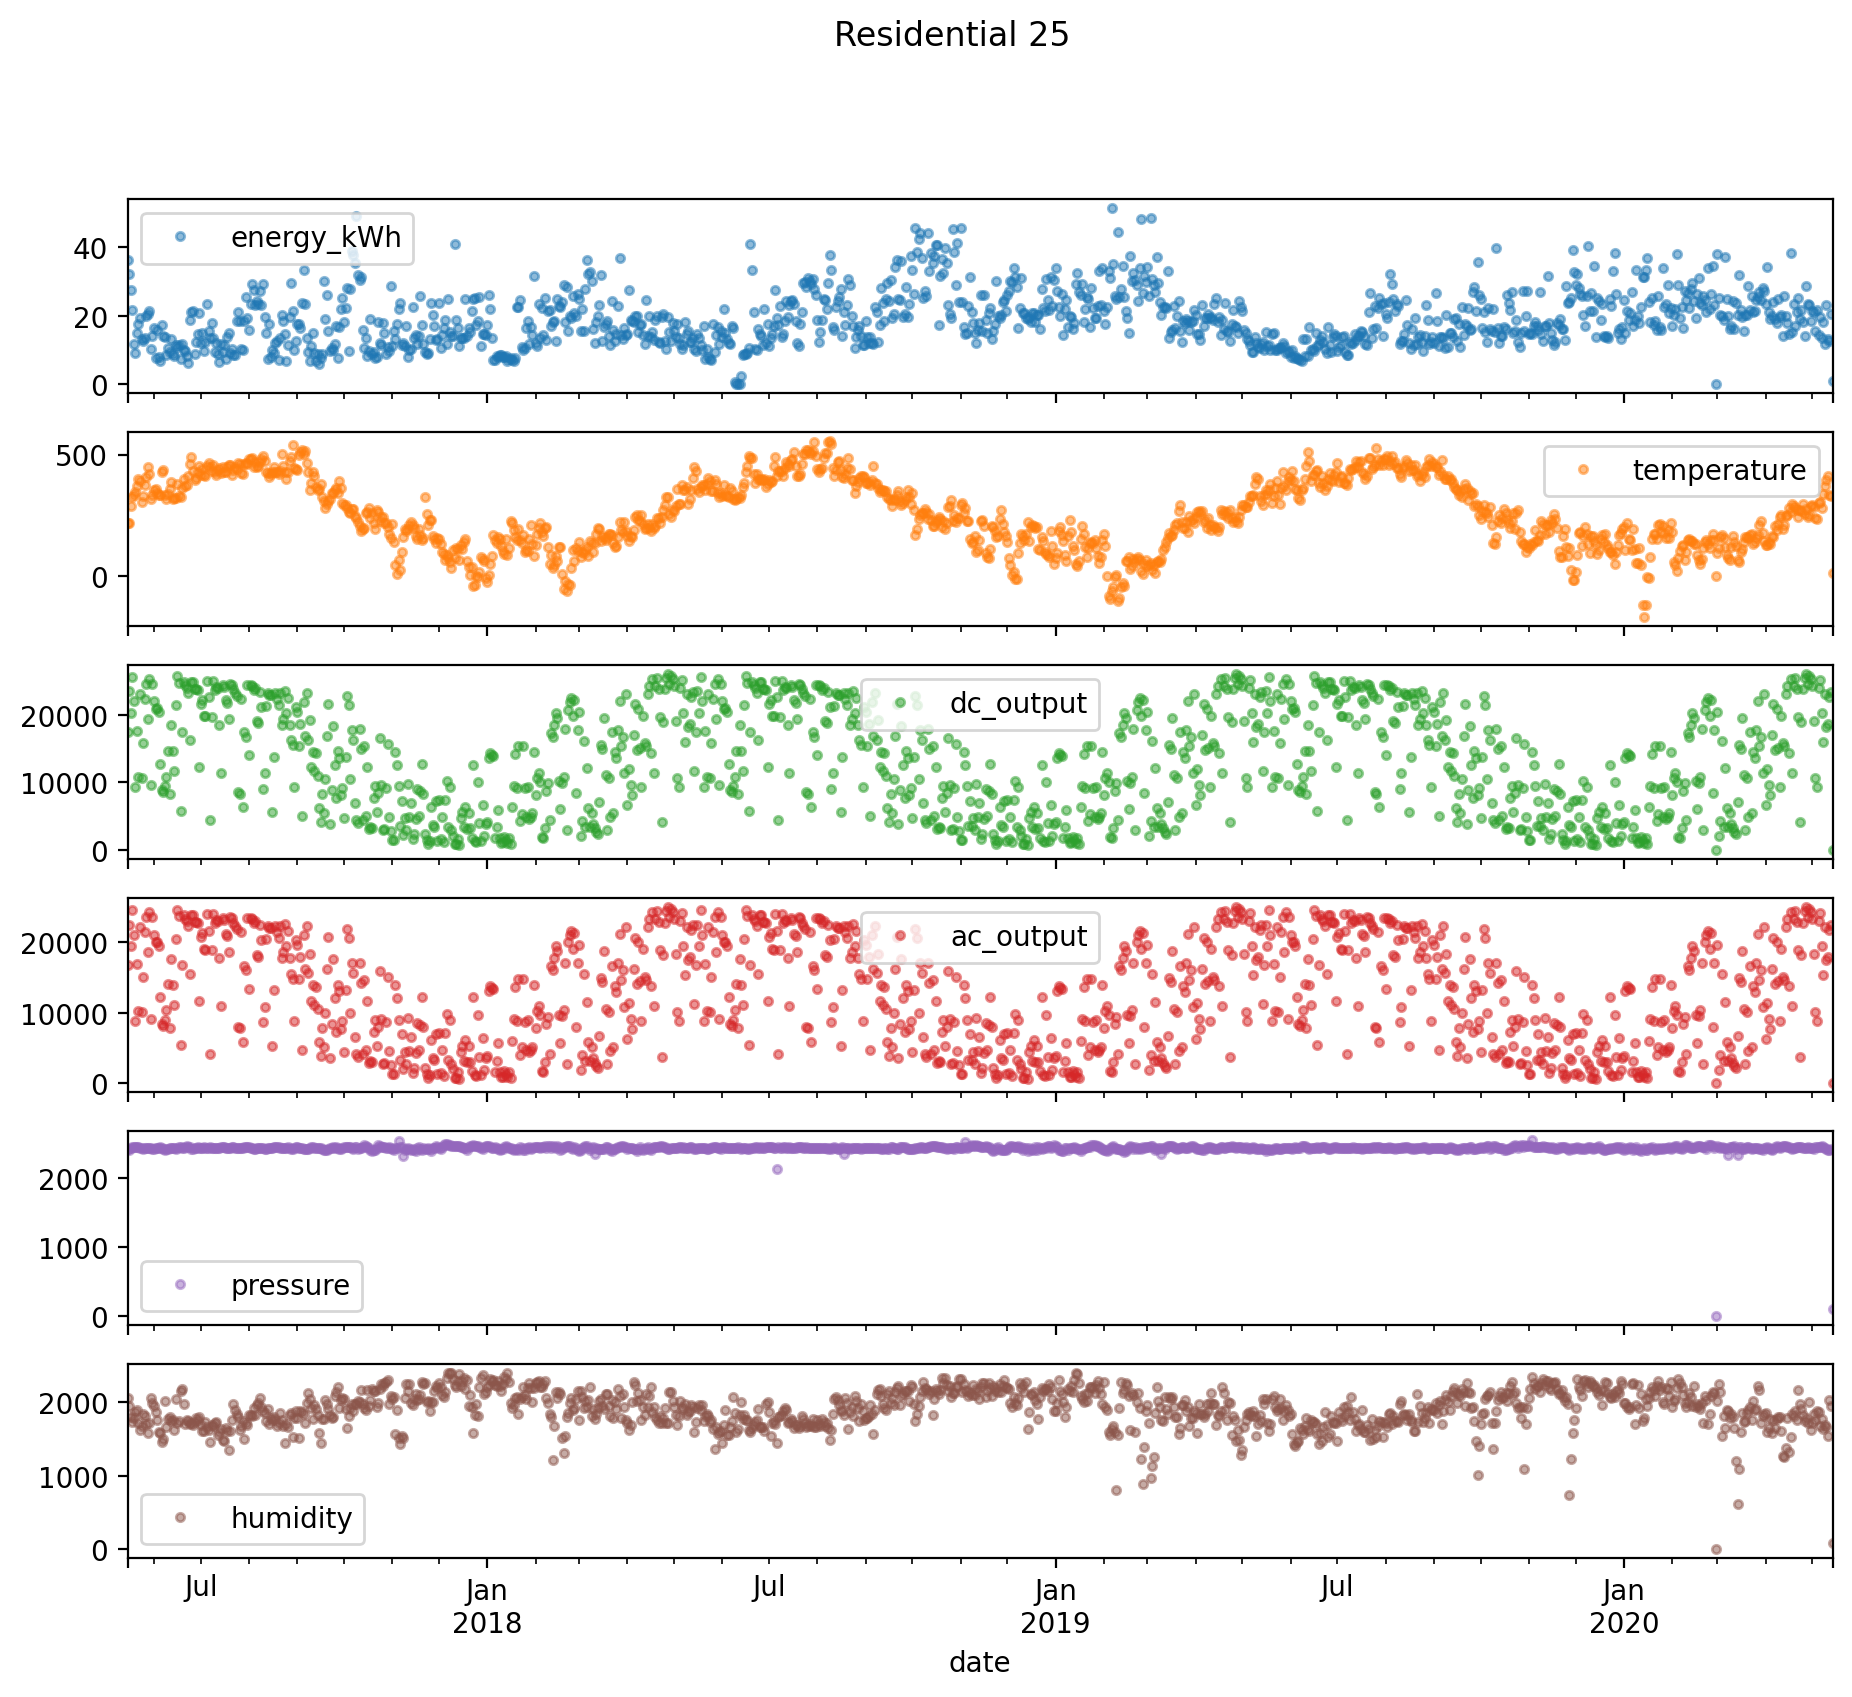 Residential 25
energy_kWh
40
20
0
temperature
500
0
dc_output
20000
10000
0
ac_output
20000
10000
0
pressure
2000
1000
0
humidity
2000
1000
0
Jul Jan Jul Jan Jul Jan
2018 2019 2020
date